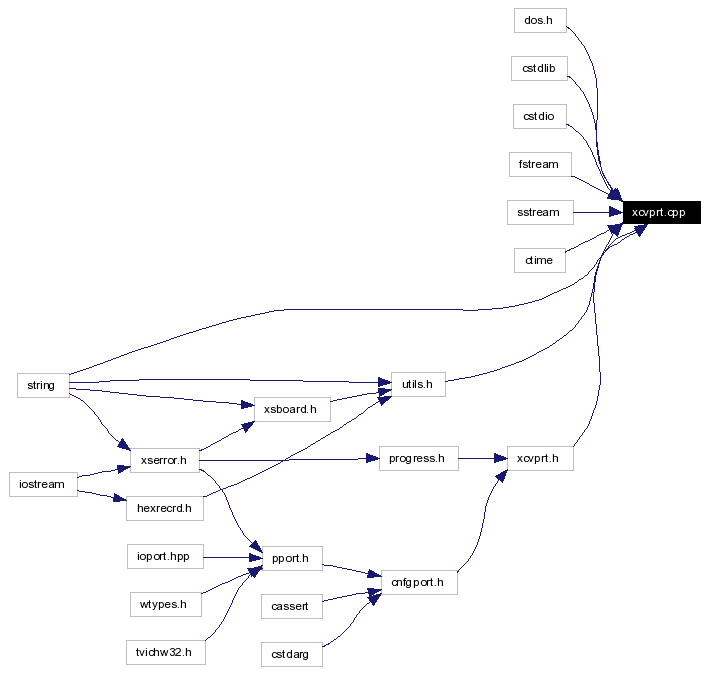 dos.h
cstdlib
cstdio
fstream
sstream
xcvprt.cpp
ctime
string
utils.h
xsboard.h
xserror.h
progress.h
xcvprt.h
iostream
hexrecrd.h
ioport.hpp
pport.h
cnfgport.h
wtypes.h
cassert
tvichw32.h
cstdarg